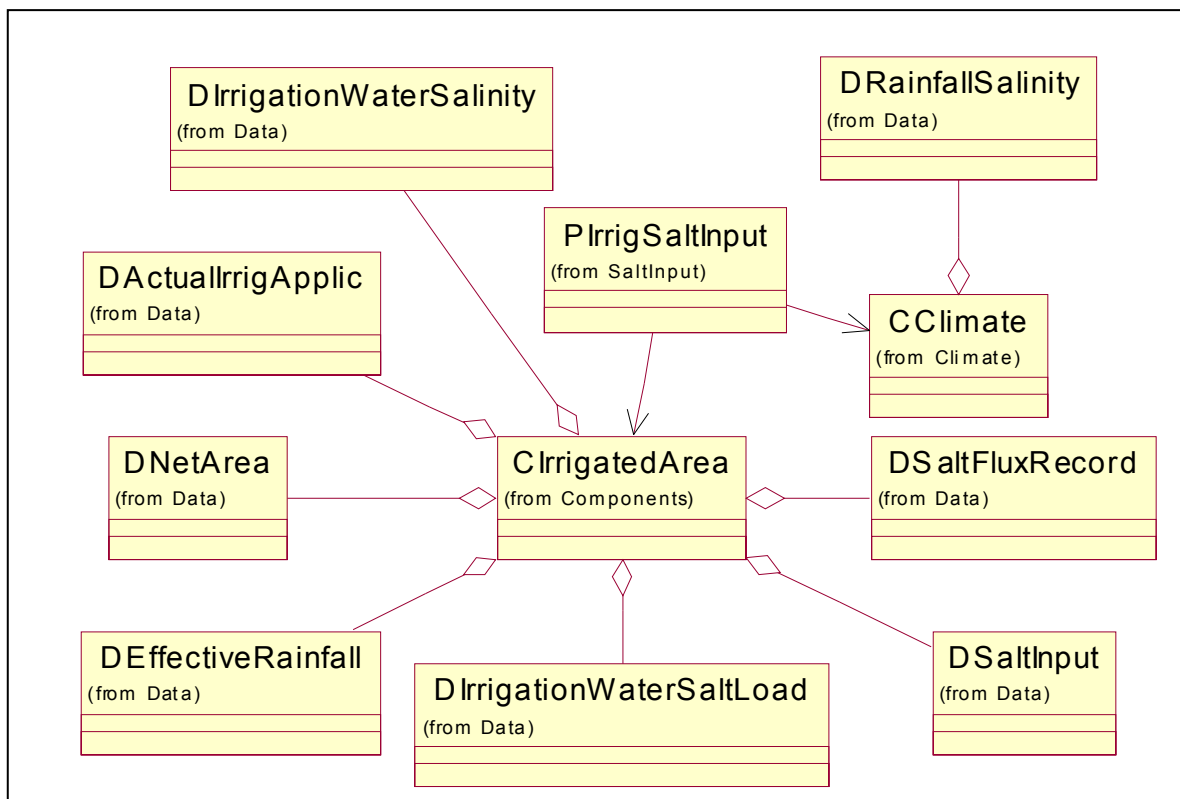 DIrrigationWaterSalinity
(from Data)
DRainfallSalinity
(from Data)
PIrrigSaltInput
(from SaltInput)
DActualIrrigApplic
(from Data)
CClimate
(from Climate)
DNetArea
(from Data)
CIrrigatedArea
(from Components)
DSaltFluxRecord
(from Data)
DEffectiveRainfall
(from Data)
DIrrigationWaterSaltLoad
(from Data)
DSaltInput
(from Data)